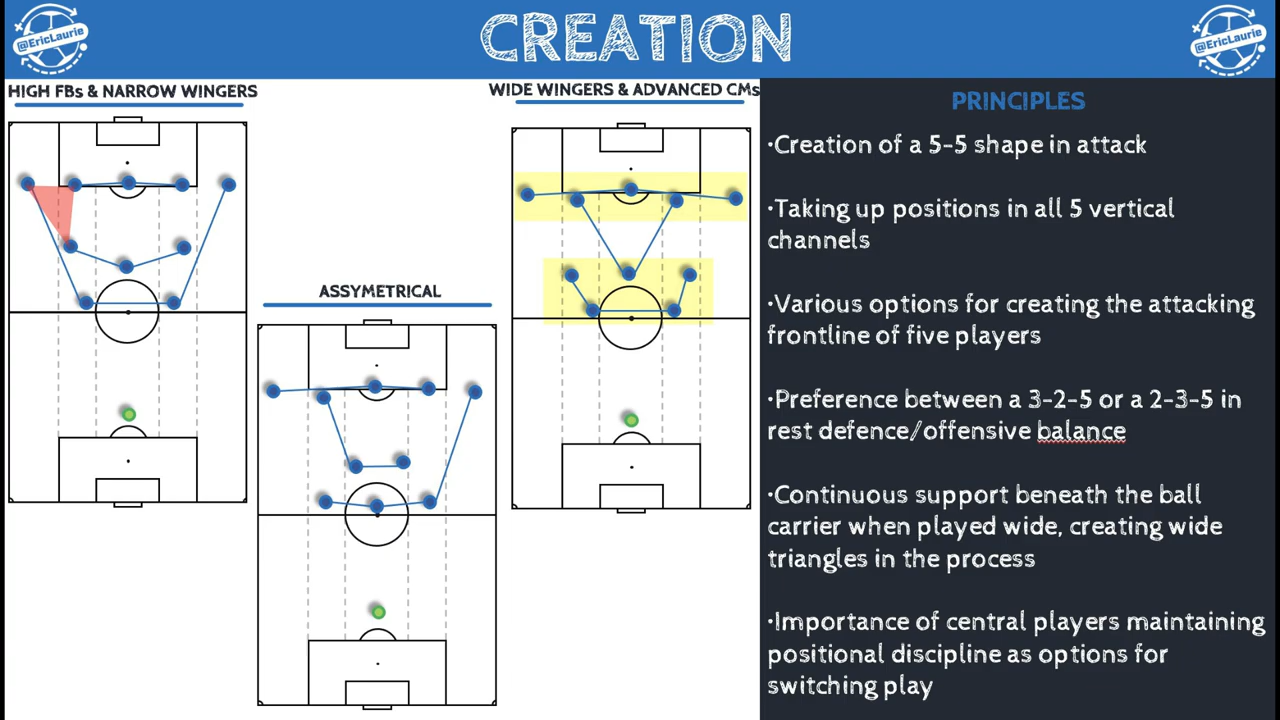 @EricLaurie
CREATION
@EricLaurie
HIGH FBs & NARROW WINGERS
WIDE WINGERS & ADVANCED CMs
ASSYMETRICAL
PRINCIPLES
•Creation of a 5-5 shape in attack
•Taking up positions in all 5 vertical
channels
•Various options for creating the attacking
frontline of five players
•Preference between a 3-2-5 or a 2-3-5 in
rest defence/offensive balance
•Continuous support beneath the ball
carrier when played wide, creating wide
triangles in the process
•Importance of central players maintaining
positional discipline as options for
switching play